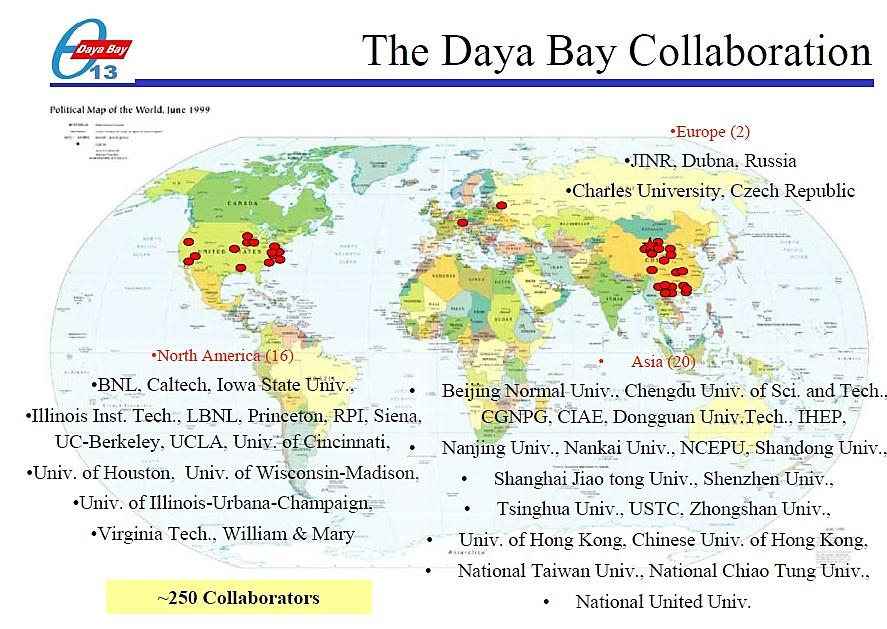 θ
Daya Bay
13
The Daya Bay Collaboration
Political Map of the World, June 1999
•Europe (2)
•JINR, Dubna, Russia
•Charles University, Czech Republic
CANADA
UNITED STATES
•North America (16)
•BNL, Caltech, Iowa State Univ.,
•Illinois Inst. Tech., LBNL, Princeton, RPI, Siena,
UC-Berkeley, UCLA, Univ. of Cincinnati,
•Univ. of Houston, Univ. of Wisconsin-Madison,
•Univ. of Illinois-Urbana-Champaign,
•Virginia Tech., William & Mary
~250 Collaborators
• Asia (20)
• Beijing Normal Univ., Chengdu Univ. of Sci. and Tech.,
CGNPG, CIAE, Dongguan Univ.Tech., IHEP,
• Nanjing Univ., Nankai Univ., NCEPU, Shandong Univ.,
• Shanghai Jiao tong Univ., Shenzhen Univ.,
• Tsinghua Univ., USTC, Zhongshan Univ.,
• Univ. of Hong Kong, Chinese Univ. of Hong Kong,
• National Taiwan Univ., National Chiao Tung Univ.,
• National United Univ.
Antarctica